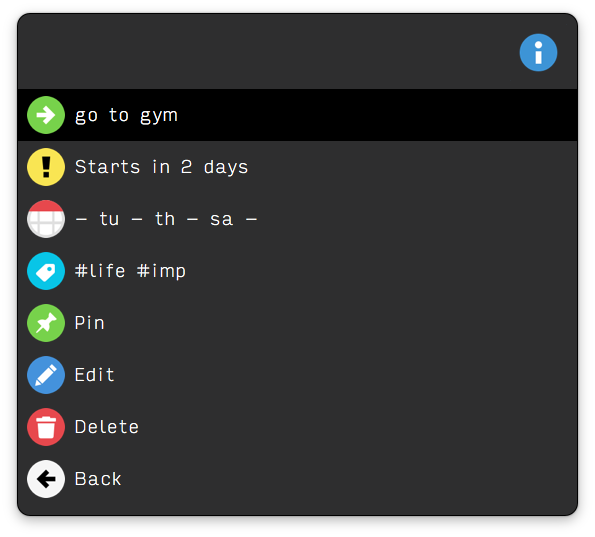 go to gym
Starts in 2 days
– tu – th – sa –
#life #imp
Pin
Edit
Delete
Back